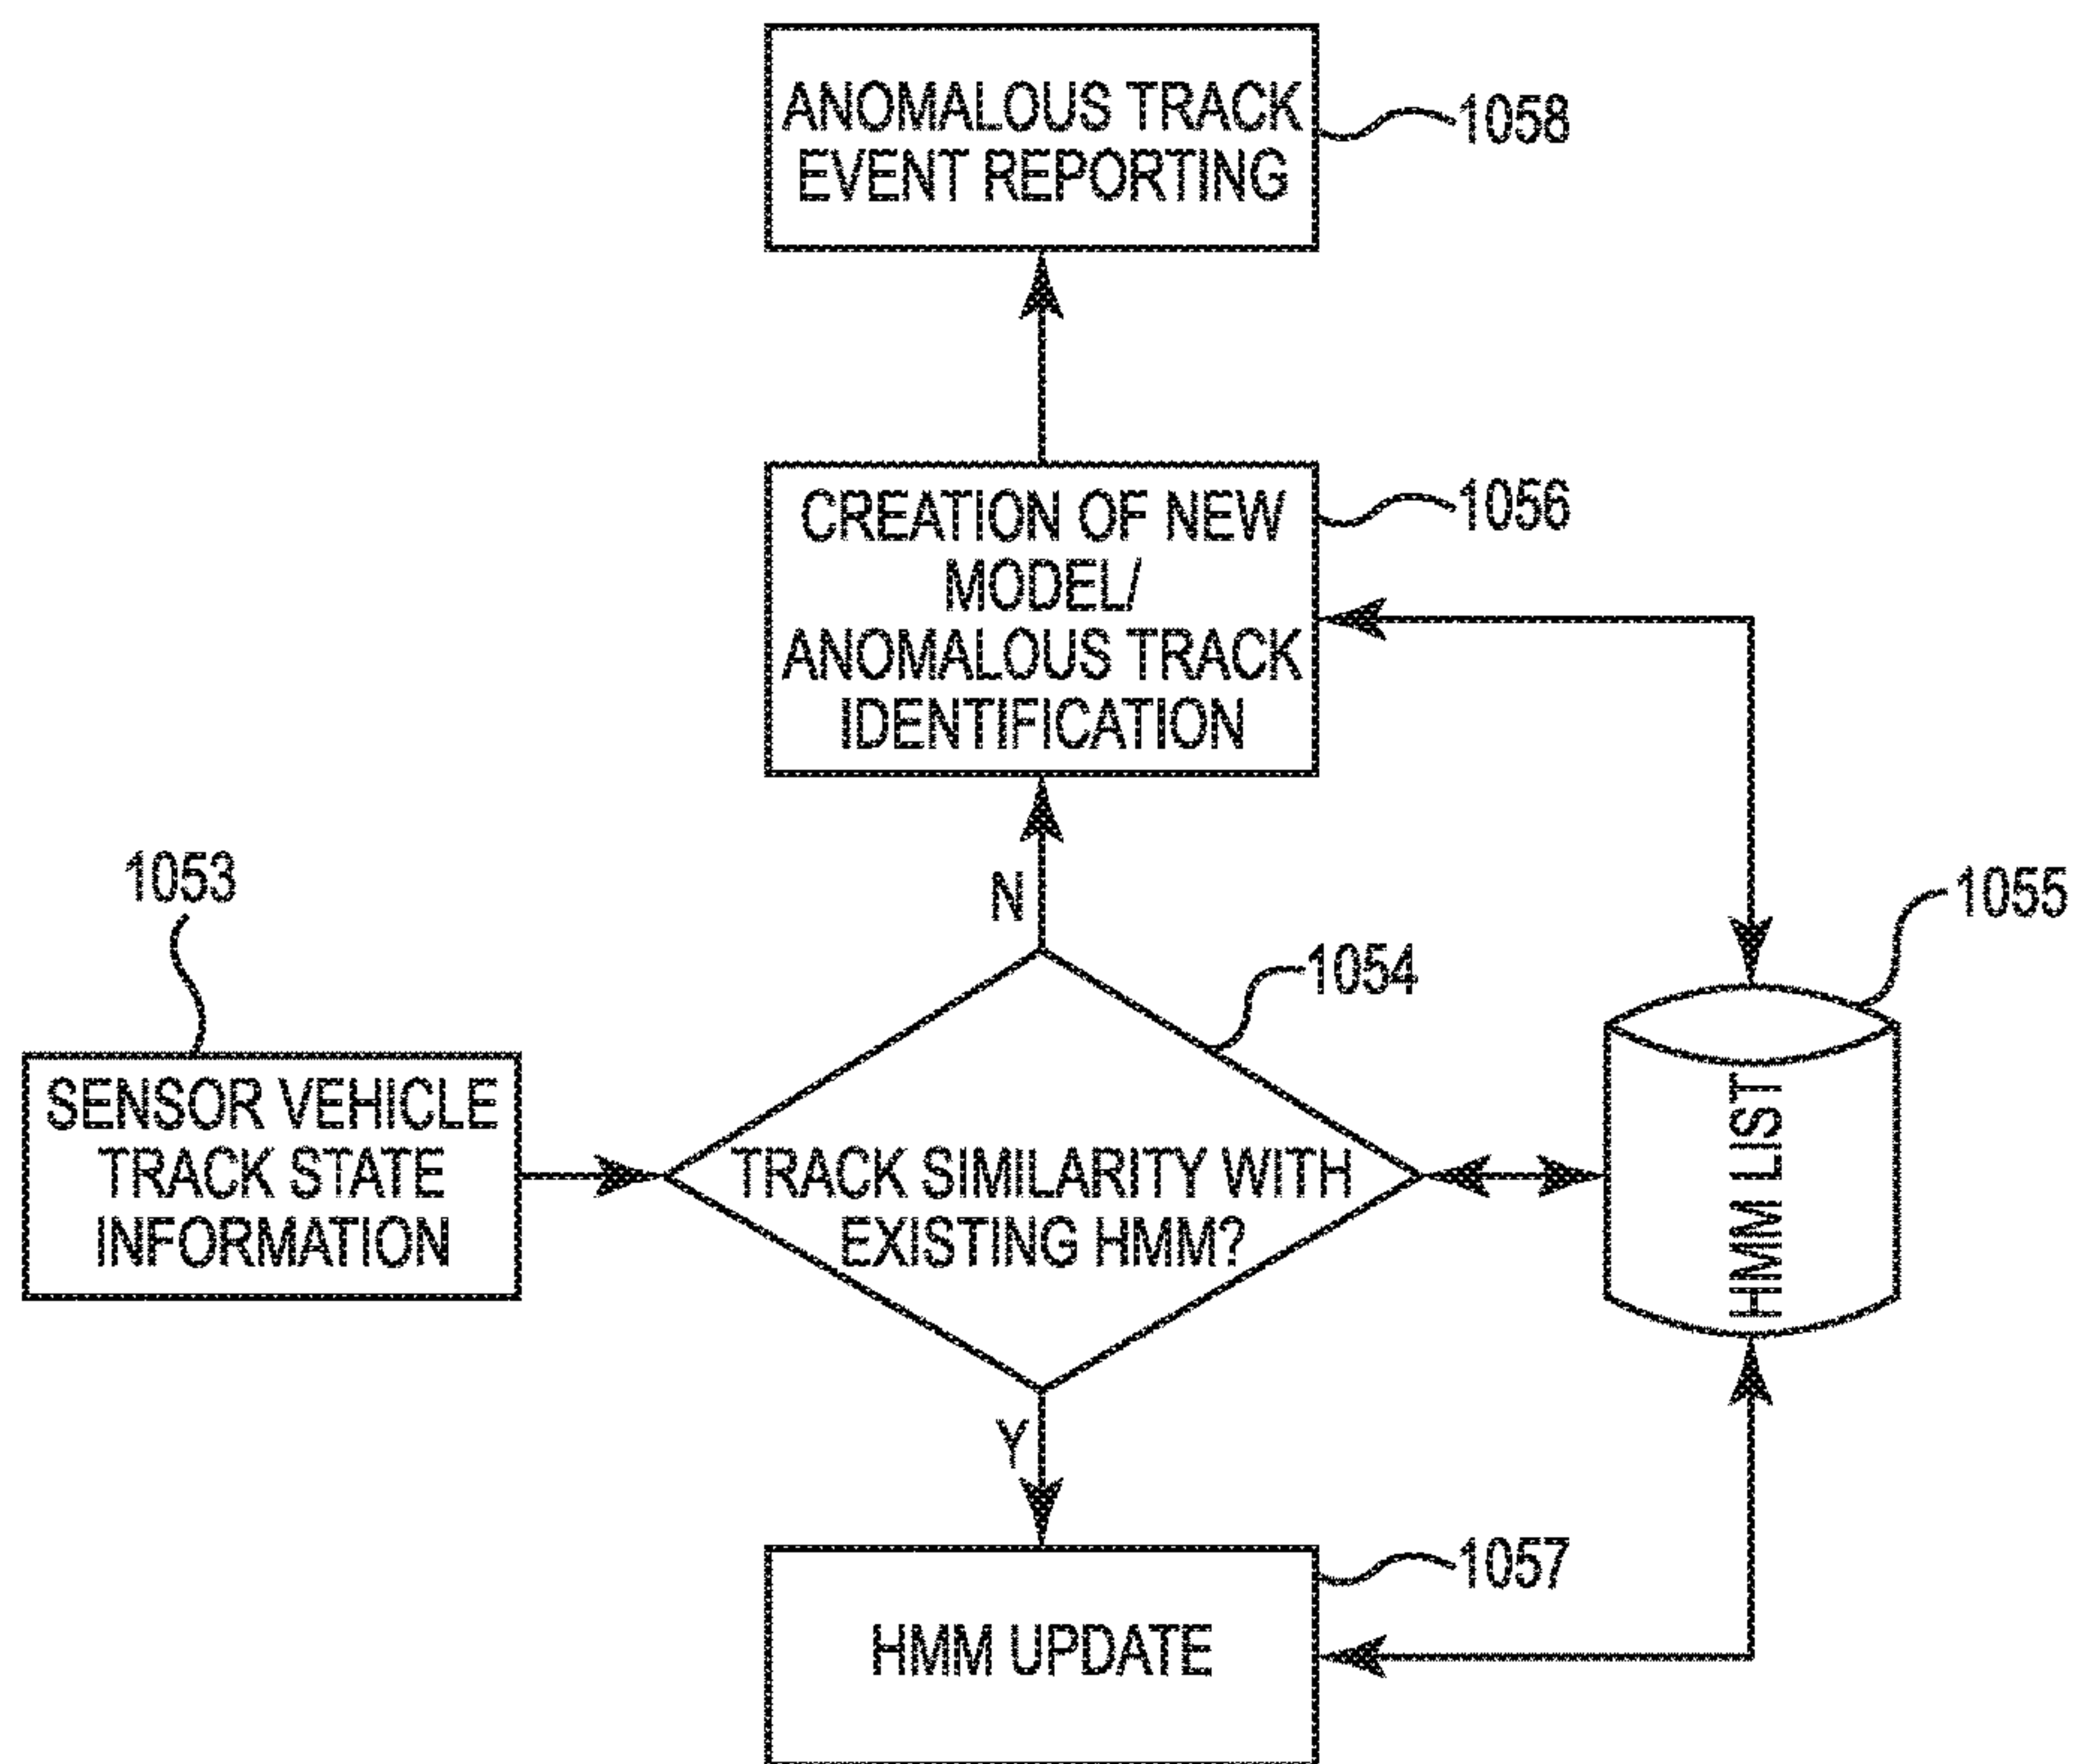 ANOMALOUS TRACK
EVENT REPORTING
1058
CREATION OF NEW
MODEL/
ANOMALOUS TRACK
IDENTIFICATION
1056
N
1053
SENSOR VEHICLE
TRACK STATE
INFORMATION
1054
TRACK SIMILARITY WITH
EXISTING HMM?
1055
HMM LIST
Y
HMM UPDATE
1057